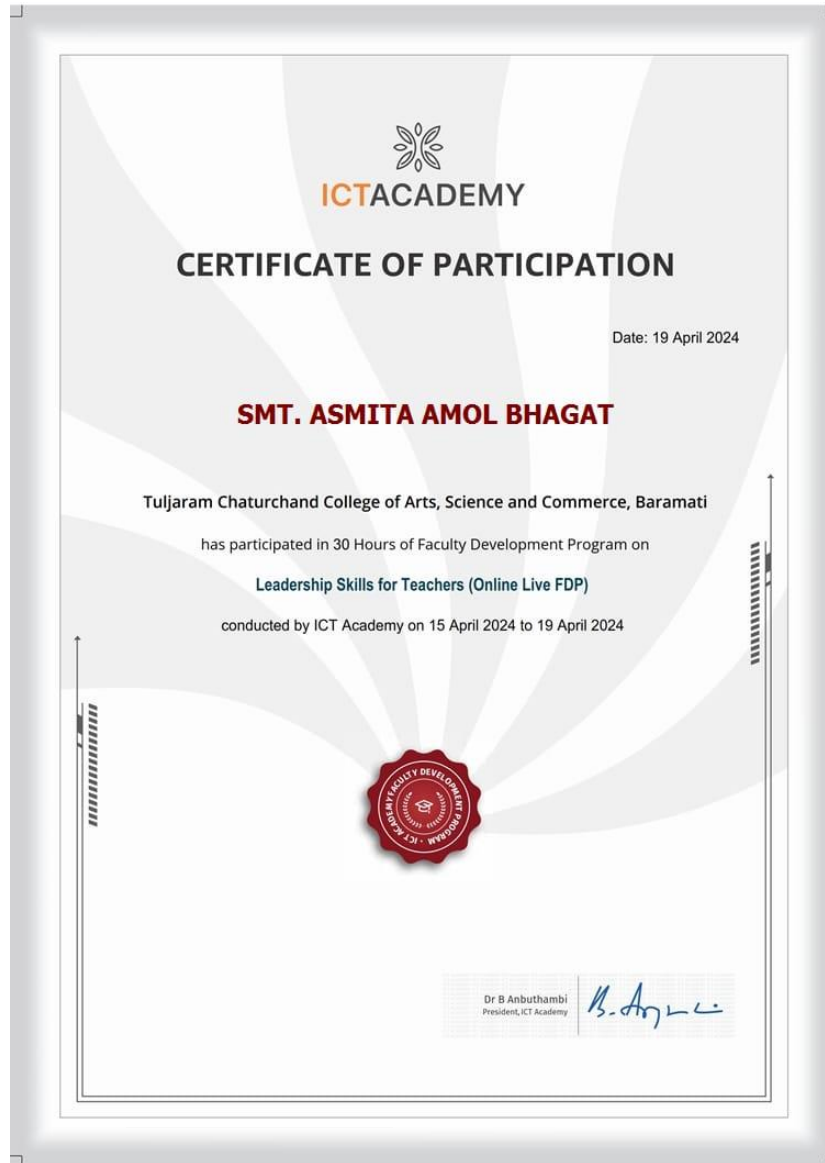 ICTACADEMY
CERTIFICATE OF PARTICIPATION
Date: 19 April 2024
SMT. ASMITA AMOL BHAGAT
Tuljaram Chaturchand College of Arts, Science and Commerce, Baramati
has participated in 30 Hours of Faculty Development Program on
Leadership Skills for Teachers (Online Live FDP)
conducted by ICT Academy on 15 April 2024 to 19 April 2024
FACULTY DEVELOPMENT PROGRAM · ICT ACADEMY
Dr B Anbuthambi
President, ICT Academy